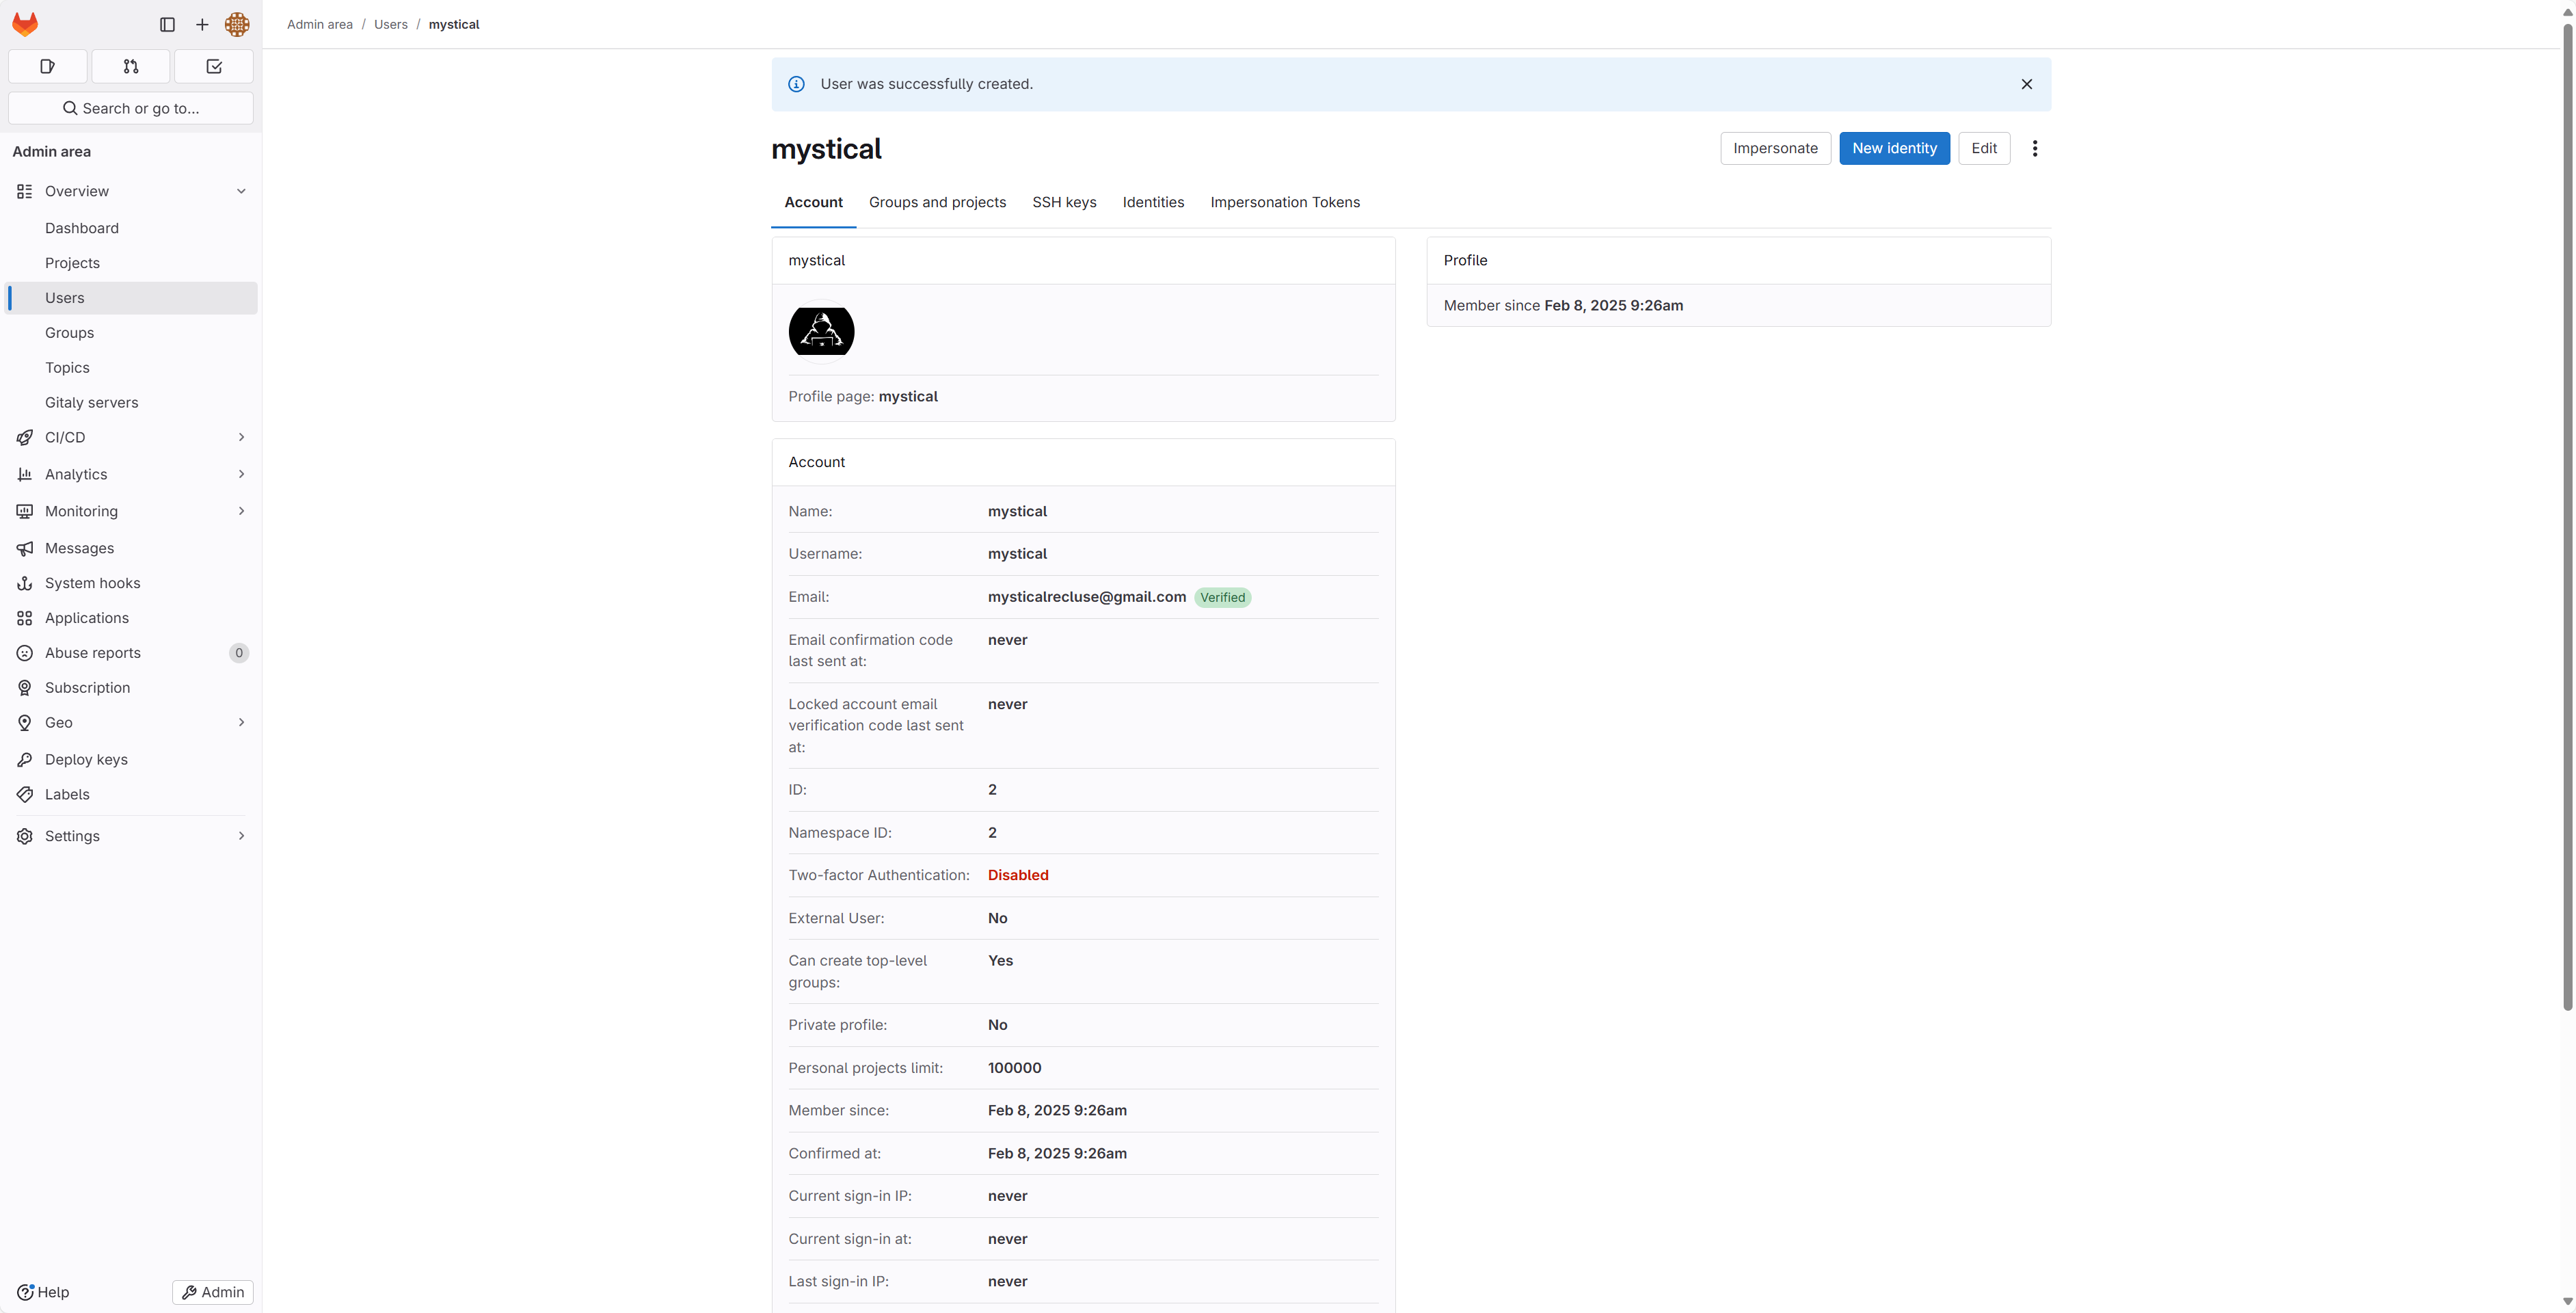 Admin area / Users / mystical
Search or go to...
Admin area
Overview
Dashboard
Projects
Users
Groups
Topics
Gitaly servers
CI/CD
Analytics
Monitoring
Messages
System hooks
Applications
Abuse reports 0
Subscription
Geo
Deploy keys
Labels
Settings
Help
Admin
User was successfully created.
mystical
Impersonate
New identity
Edit
Account
Groups and projects
SSH keys
Identities
Impersonation Tokens
mystical
Profile page: mystical
Profile
Member since Feb 8, 2025 9:26am
Account
Name: mystical
Username: mystical
Email: mysticalrecluse@gmail.com Verified
Email confirmation code
last sent at: never
Locked account email
verification code last sent
at: never
ID: 2
Namespace ID: 2
Two-factor Authentication: Disabled
External User: No
Can create top-level
groups: Yes
Private profile: No
Personal projects limit: 100000
Member since: Feb 8, 2025 9:26am
Confirmed at: Feb 8, 2025 9:26am
Current sign-in IP: never
Current sign-in at: never
Last sign-in IP: never